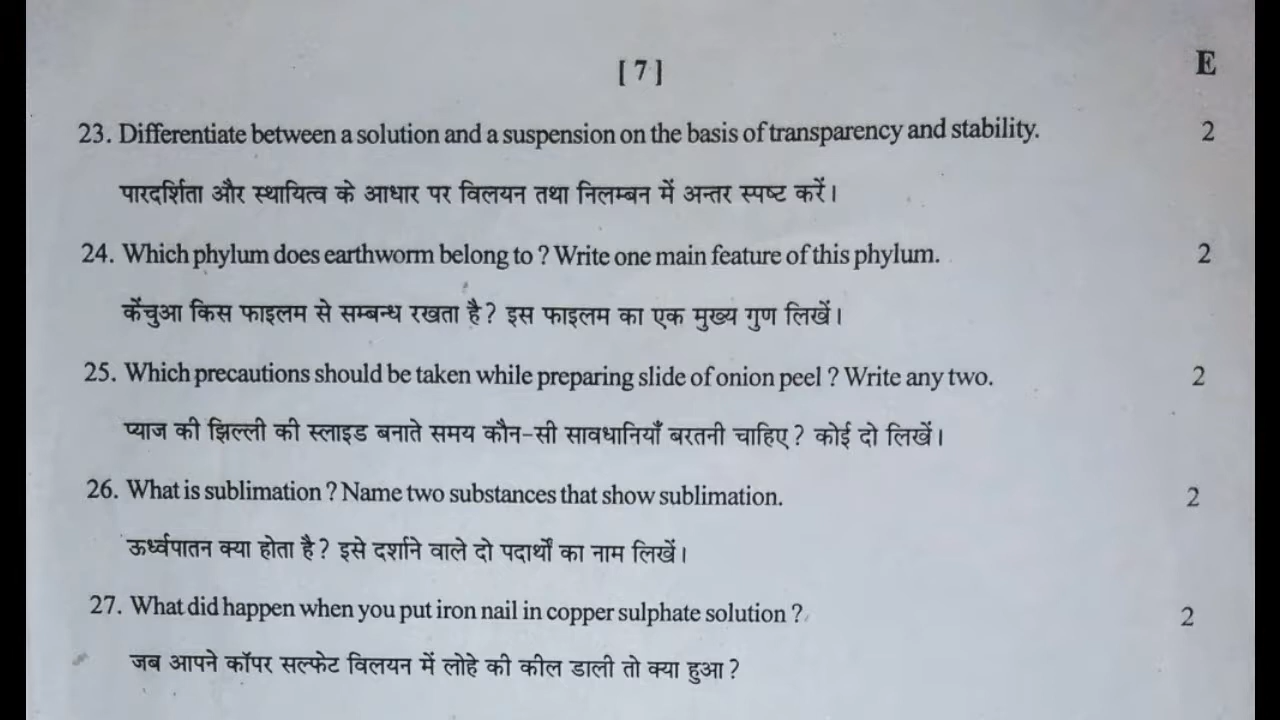 [ 7 ]
E
23. Differentiate between a solution and a suspension on the basis of transparency and stability. 2
पारदर्शिता और स्थायित्व के आधार पर विलयन तथा निलम्बन में अन्तर स्पष्ट करें।
24. Which phylum does earthworm belong to ? Write one main feature of this phylum. 2
केंचुआ किस फाइलम से सम्बन्ध रखता है? इस फाइलम का एक मुख्य गुण लिखें।
25. Which precautions should be taken while preparing slide of onion peel ? Write any two. 2
प्याज की झिल्ली की स्लाइड बनाते समय कौन-सी सावधानियाँ बरतनी चाहिए? कोई दो लिखें।
26. What is sublimation ? Name two substances that show sublimation. 2
ऊर्ध्वपातन क्या होता है? इसे दर्शाने वाले दो पदार्थों का नाम लिखें।
27. What did happen when you put iron nail in copper sulphate solution ? 2
जब आपने कॉपर सल्फेट विलयन में लोहे की कील डाली तो क्या हुआ?